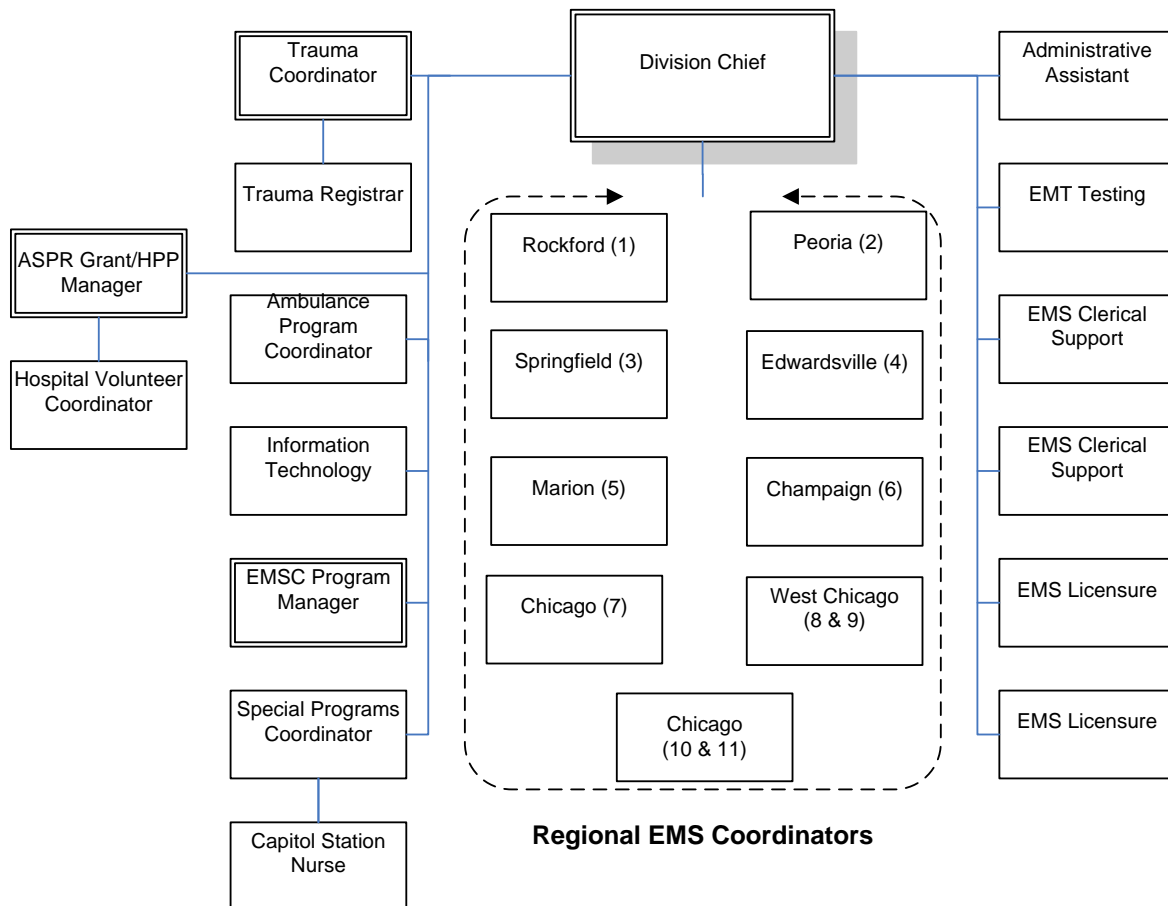 Trauma
Coordinator
Division Chief
Administrative
Assistant
Trauma Registrar
EMT Testing
ASPR Grant/HPP
Manager
Rockford (1)
Peoria (2)
Ambulance
Program
Coordinator
EMS Clerical
Support
Hospital Volunteer
Coordinator
Springfield (3)
Edwardsville (4)
Information
Technology
EMS Clerical
Support
Marion (5)
Champaign (6)
EMSC Program
Manager
EMS Licensure
Chicago (7)
West Chicago
(8 & 9)
Special Programs
Coordinator
EMS Licensure
Chicago
(10 & 11)
Capitol Station
Nurse
Regional EMS Coordinators